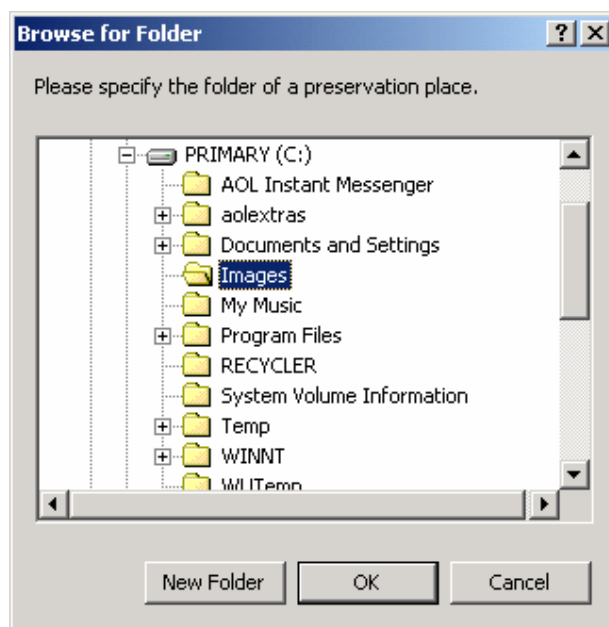 Browse for Folder
Please specify the folder of a preservation place.
PRIMARY (C:)
AOL Instant Messenger
aolextras
Documents and Settings
Images
My Music
Program Files
RECYCLER
System Volume Information
Temp
WINNT
WUTemp
New Folder OK Cancel